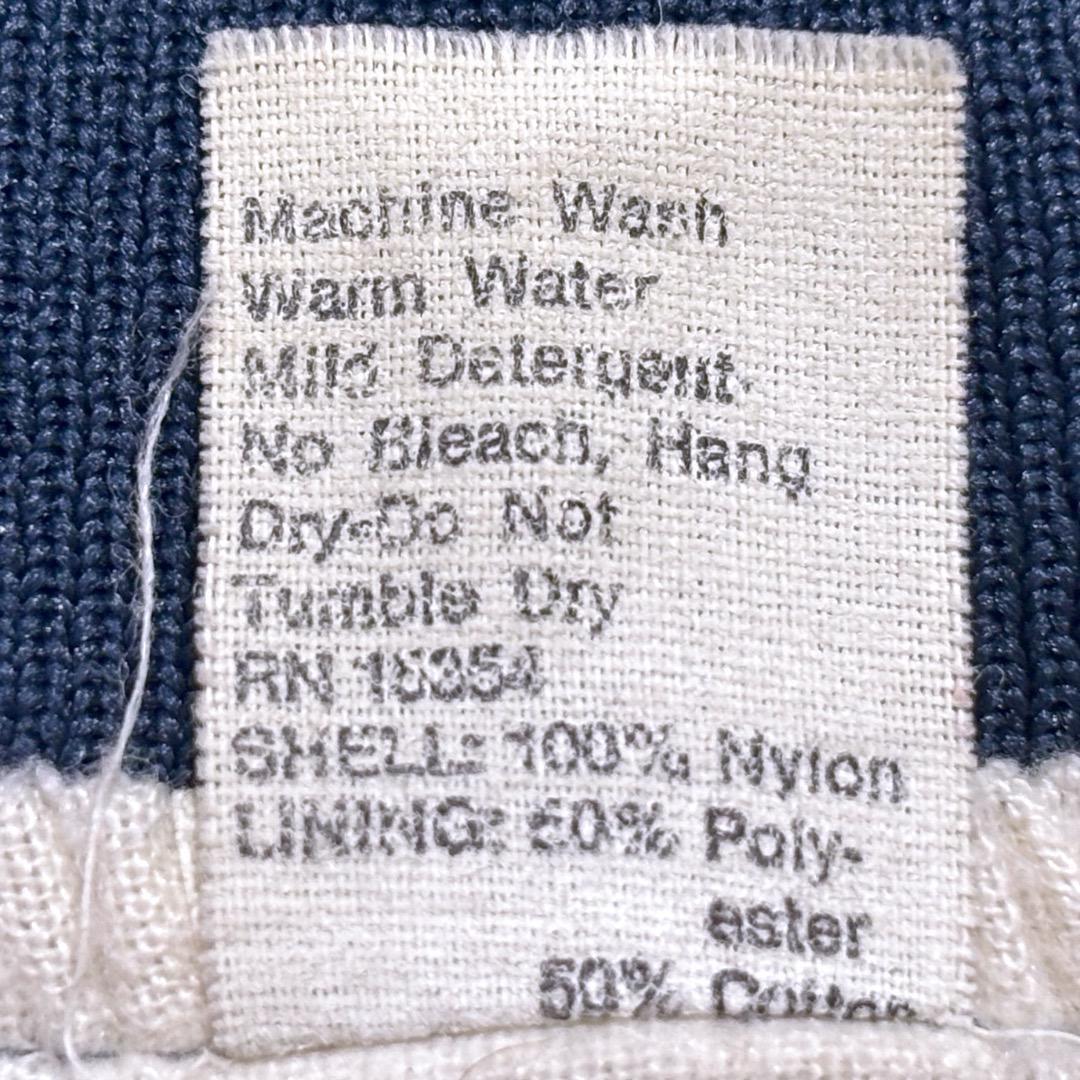 Machine Wash
Warm Water
Mild Detergent.
No Bleach, Hang
Dry-Do Not
Tumble Dry
RN 15354
SHELL: 100% Nylon
LINING: 50% Poly-
ester
50% Cotton